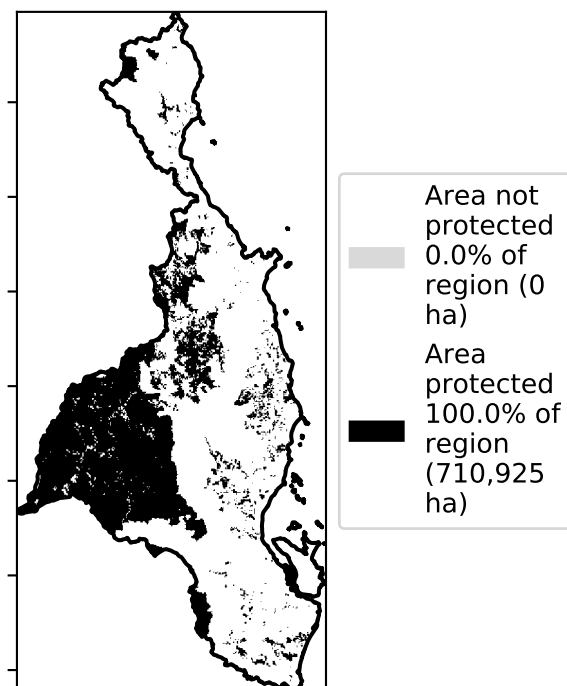 Area not
protected
0.0% of
region (0
ha)
Area
protected
100.0% of
region
(710,925
ha)